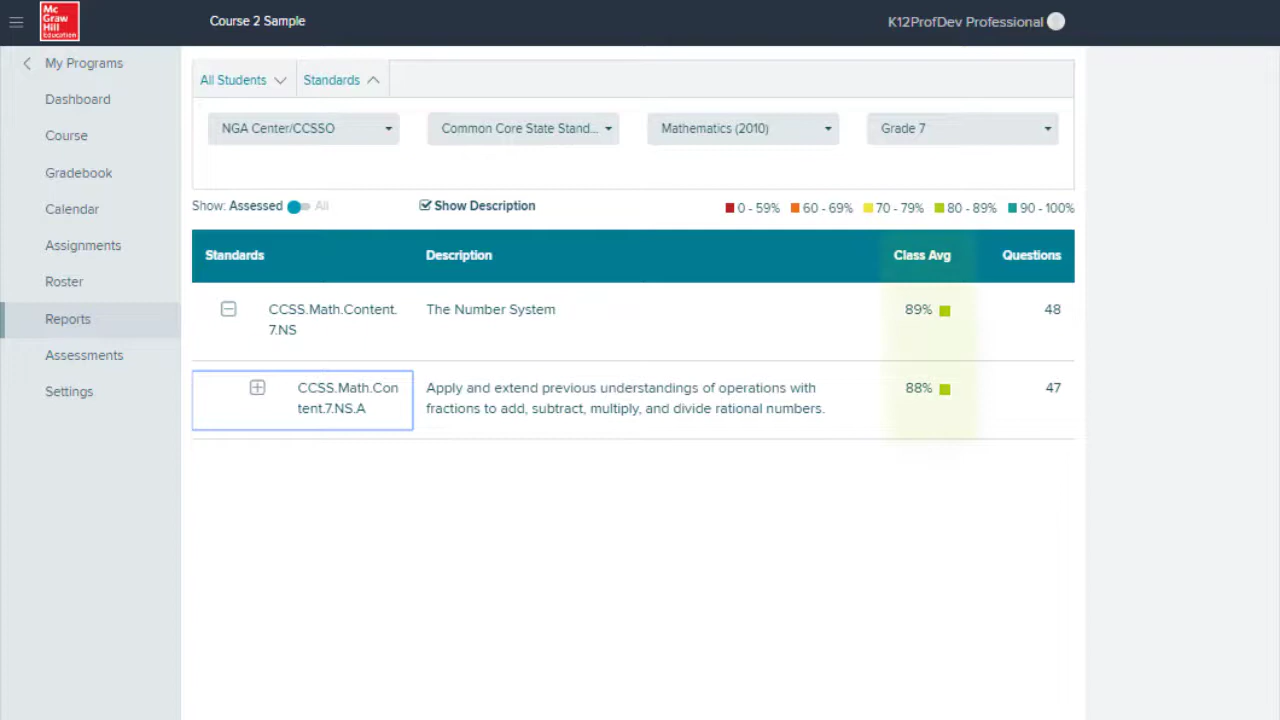 Mc
Graw
Hill
Education
Course 2 Sample
K12ProfDev Professional
My Programs
Dashboard
Course
Gradebook
Calendar
Assignments
Roster
Reports
Assessments
Settings
All Students
Standards
NGA Center/CCSSO
Common Core State Stand...
Mathematics (2010)
Grade 7
Show: Assessed All
Show Description
0 - 59% 60 - 69% 70 - 79% 80 - 89% 90 - 100%
Standards Description Class Avg Questions
CCSS.Math.Content. The Number System 89% 48
7.NS
CCSS.Math.Con Apply and extend previous understandings of operations with 88% 47
tent.7.NS.A fractions to add, subtract, multiply, and divide rational numbers.